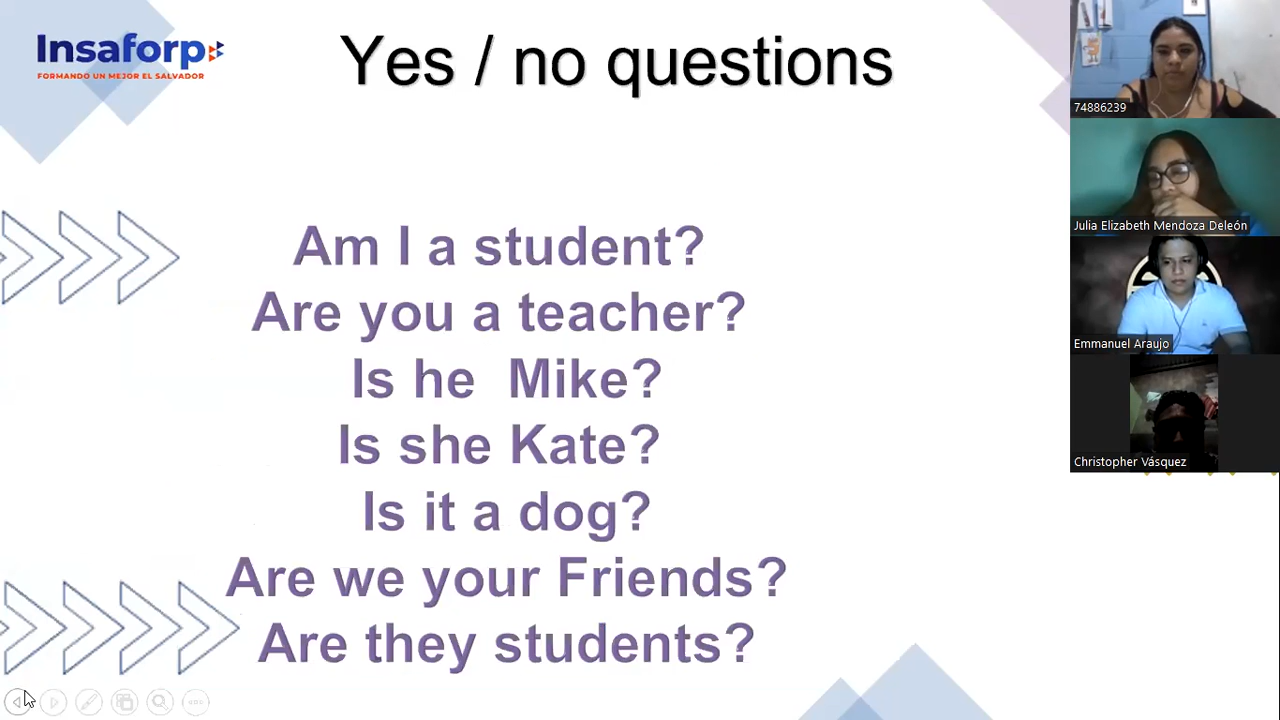 Insaforp
FORMANDO UN MEJOR EL SALVADOR
Yes / no questions
Am I a student?
Are you a teacher?
Is he Mike?
Is she Kate?
Is it a dog?
Are we your Friends?
Are they students?
74886239
Julia Elizabeth Mendoza Deleón
Emmanuel Araujo
Christopher Vásquez